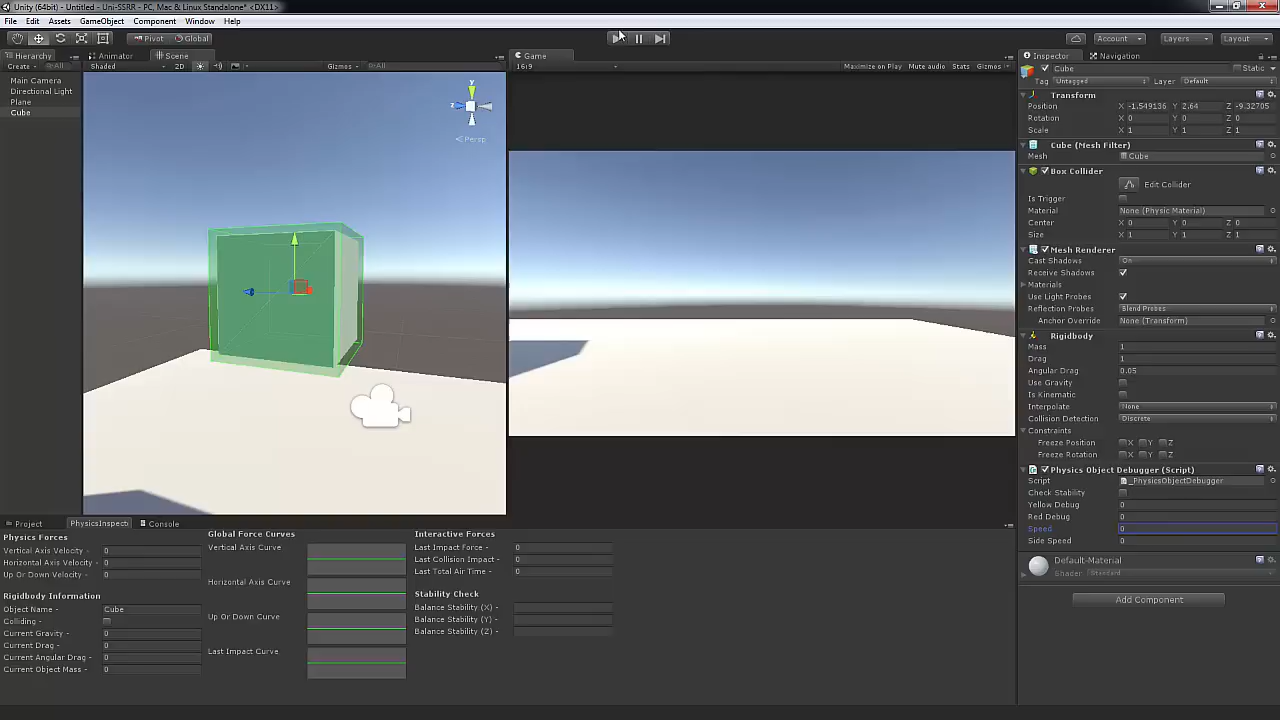 Unity (64bit) - Untitled - Uni-SSRR - PC, Mac & Linux Standalone* <DX11>
File Edit Assets GameObject Component Window Help
Pivot Global Account Layers Layout
Hierarchy Animator Scene Game Inspector Navigation
Create All Shaded 2D Gizmos All 16:9 Maximize on Play Mute audio Stats Gizmos
Main Camera
Directional Light
Plane
Cube
y
z
Persp
Cube Static
Tag Untagged Layer Default
Transform
Position X -1.549136 Y 2.64 Z -9.32705
Rotation X 0 Y 0 Z 0
Scale X 1 Y 1 Z 1
Cube (Mesh Filter)
Mesh Cube
Box Collider
Edit Collider
Is Trigger
Material None (Physic Material)
Center X 0 Y 0 Z 0
Size X 1 Y 1 Z 1
Mesh Renderer
Cast Shadows On
Receive Shadows
Materials
Use Light Probes
Reflection Probes Blend Probes
Anchor Override None (Transform)
Rigidbody
Mass 1
Drag 1
Angular Drag 0.05
Use Gravity
Is Kinematic
Interpolate None
Collision Detection Discrete
Constraints
Freeze Position X Y Z
Freeze Rotation X Y Z
Physics Object Debugger (Script)
Script _PhysicsObjectDebugger
Check Stability
Yellow Debug 0
Red Debug 0
Speed 0
Side Speed 0
Default-Material
Shader Standard
Add Component
Project PhysicsInspecti Console
Physics Forces
Vertical Axis Velocity - 0
Horizontal Axis Velocity - 0
Up Or Down Velocity - 0
Rigidbody Information
Object Name - Cube
Colliding -
Current Gravity - 0
Current Drag - 0
Current Angular Drag - 0
Current Object Mass - 0
Global Force Curves
Vertical Axis Curve
Horizontal Axis Curve
Up Or Down Curve
Last Impact Curve
Interactive Forces
Last Impact Force - 0
Last Collision Impact - 0
Last Total Air Time - 0
Stability Check
Balance Stability (X) -
Balance Stability (Y) -
Balance Stability (Z) -